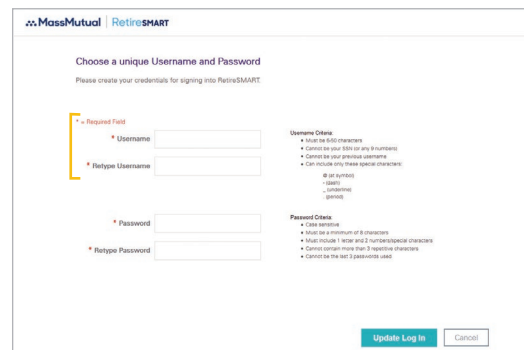 MassMutual | RetireSMART
Choose a unique Username and Password
Please create your credentials for signing into RetireSMART.
* = Required Field
* Username
* Retype Username
Username Criteria:
• Must be 6-50 characters
• Cannot be your SSN (or any 9 numbers)
• Cannot be your previous username
• Can include only these special characters:
@ (at symbol)
- (dash)
_ (underline)
. (period)
* Password
* Retype Password
Password Criteria:
• Case sensitive
• Must be a minimum of 8 characters
• Must include 1 letter and 2 numbers/special characters
• Cannot contain more than 3 repetitive characters
• Cannot be the last 3 passwords used
Update Log In
Cancel